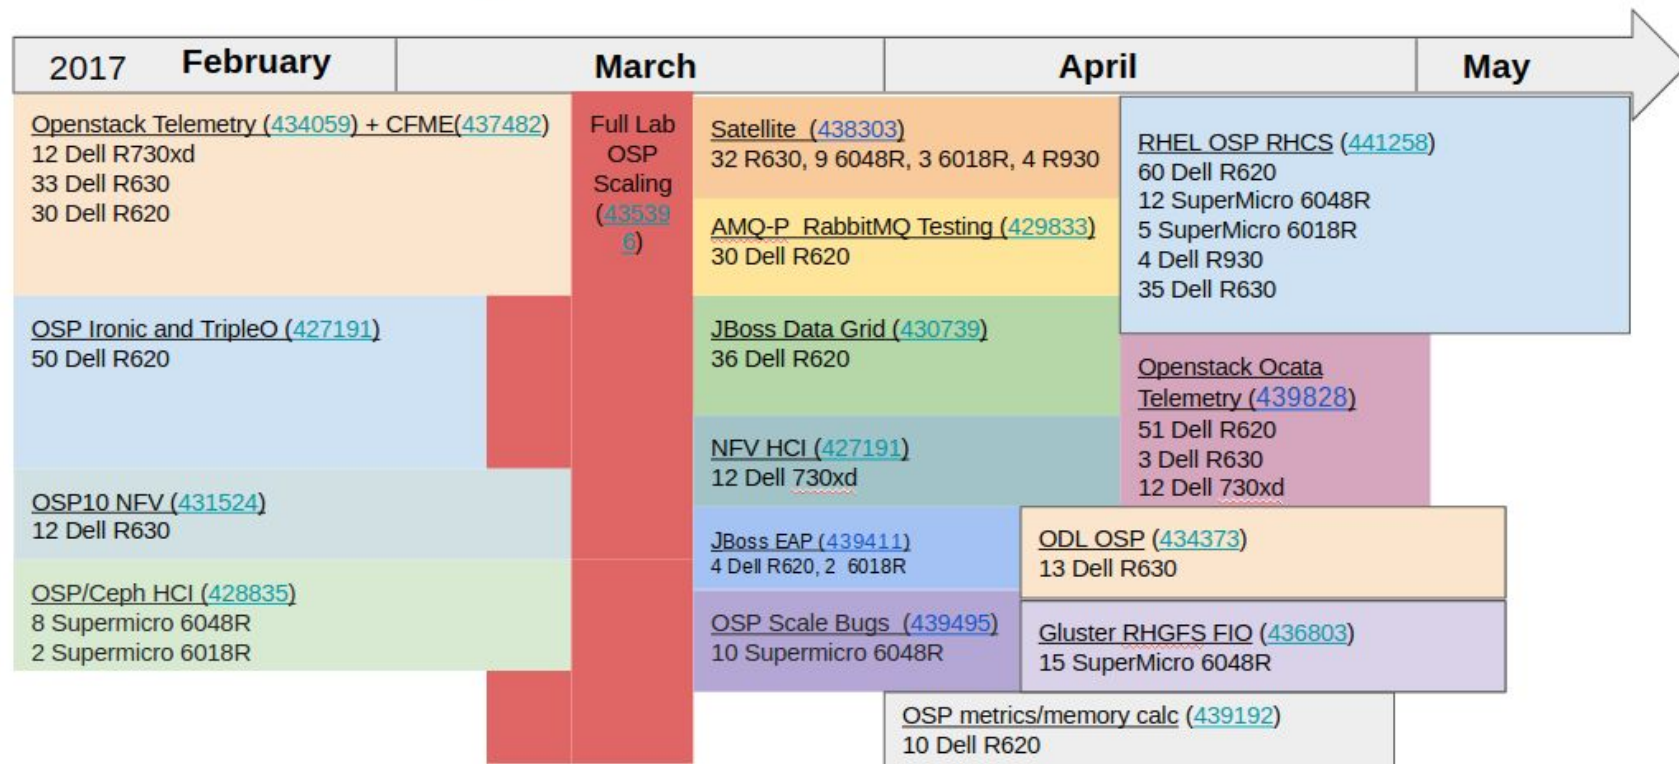 2017 February March April May
Openstack Telemetry (434059) + CFME(437482)
12 Dell R730xd
33 Dell R630
30 Dell R620
OSP Ironic and TripleO (427191)
50 Dell R620
OSP10 NFV (431524)
12 Dell R630
OSP/Ceph HCI (428835)
8 Supermicro 6048R
2 Supermicro 6018R
Full Lab
OSP
Scaling
(43539
6)
Satellite (438303)
32 R630, 9 6048R, 3 6018R, 4 R930
AMQ-P RabbitMQ Testing (429833)
30 Dell R620
JBoss Data Grid (430739)
36 Dell R620
NFV HCI (427191)
12 Dell 730xd
JBoss EAP (439411)
4 Dell R620, 2 6018R
OSP Scale Bugs (439495)
10 Supermicro 6048R
RHEL OSP RHCS (441258)
60 Dell R620
12 SuperMicro 6048R
5 SuperMicro 6018R
4 Dell R930
35 Dell R630
Openstack Ocata
Telemetry (439828)
51 Dell R620
3 Dell R630
12 Dell 730xd
ODL OSP (434373)
13 Dell R630
Gluster RHGFS FIO (436803)
15 SuperMicro 6048R
OSP metrics/memory calc (439192)
10 Dell R620